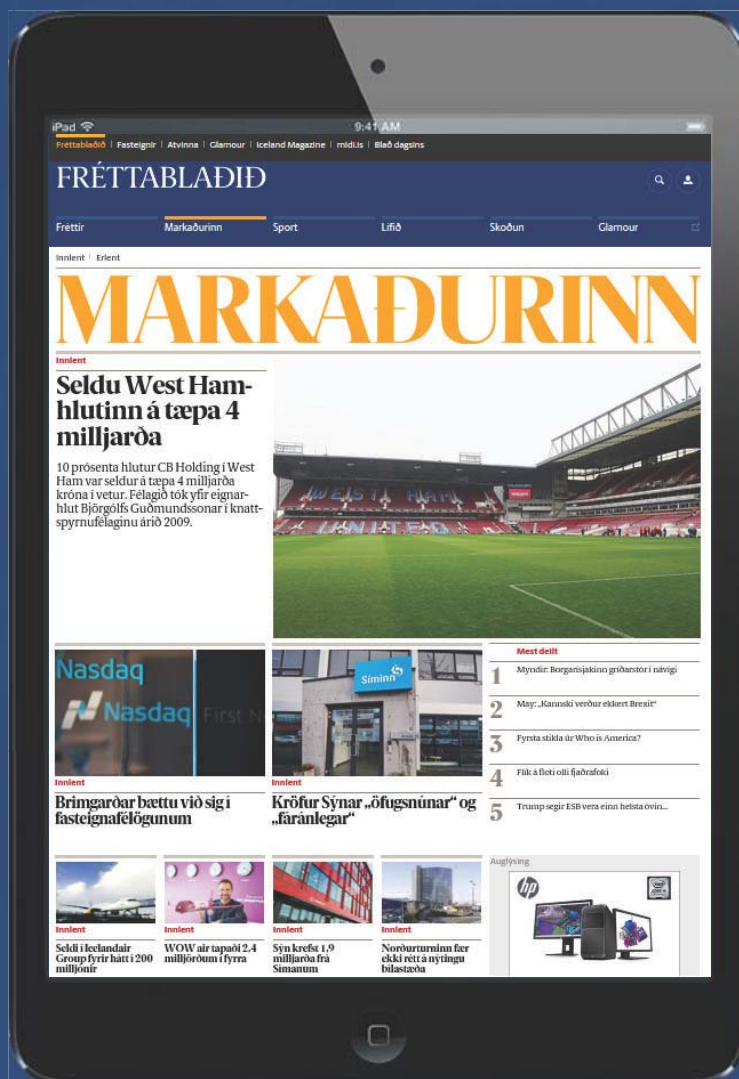 iPad
9:41 AM
Fréttablaðið | Fasteignir | Atvinna | Glamour | Iceland Magazine | midi.is | Blað dagsins
FRÉTTABLAÐIÐ
Fréttir Markaðurinn Sport Lífið Skoðun Glamour
Innlent | Erlent
MARKAÐURINN
Innlent
Seldu West Ham-
hlutinn á tæpa 4
milljarða
10 prósenta hlutur CB Holding í West
Ham var seldur á tæpa 4 milljarða
króna í vetur. Félagið tók yfir eignar-
hlut Björgólfs Guðmundssonar í knatt-
spyrnufélaginu árið 2009.
WEST HAM
UNITED
Nasdaq
Nasdaq First N
Innlent
Brimgarðar bættu við sig í
fasteignafélögunum
Síminn
Innlent
Kröfur Sýnar „öfugsnúnar“ og
„fáránlegar“
Mest deilt
1 Myndir: Borgarísjakinn gríðarstór í návígi
2 May: „Kannski verður ekkert Brexit“
3 Fyrsta stikla úr Who is America?
4 Flík á floti olli fjaðrafoki
5 Trump segir ESB vera einn helsta óvin...
Innlent
Seldi í Icelandair
Group fyrir hátt í 200
milljónir
Innlent
WOW air tapaði 2,4
milljörðum í fyrra
Innlent
Sýn krefst 1,9
milljarða frá
Símanum
Innlent
Norðurturninn fær
ekki rétt á nýtingu
bílastæða
Auglýsing
hp